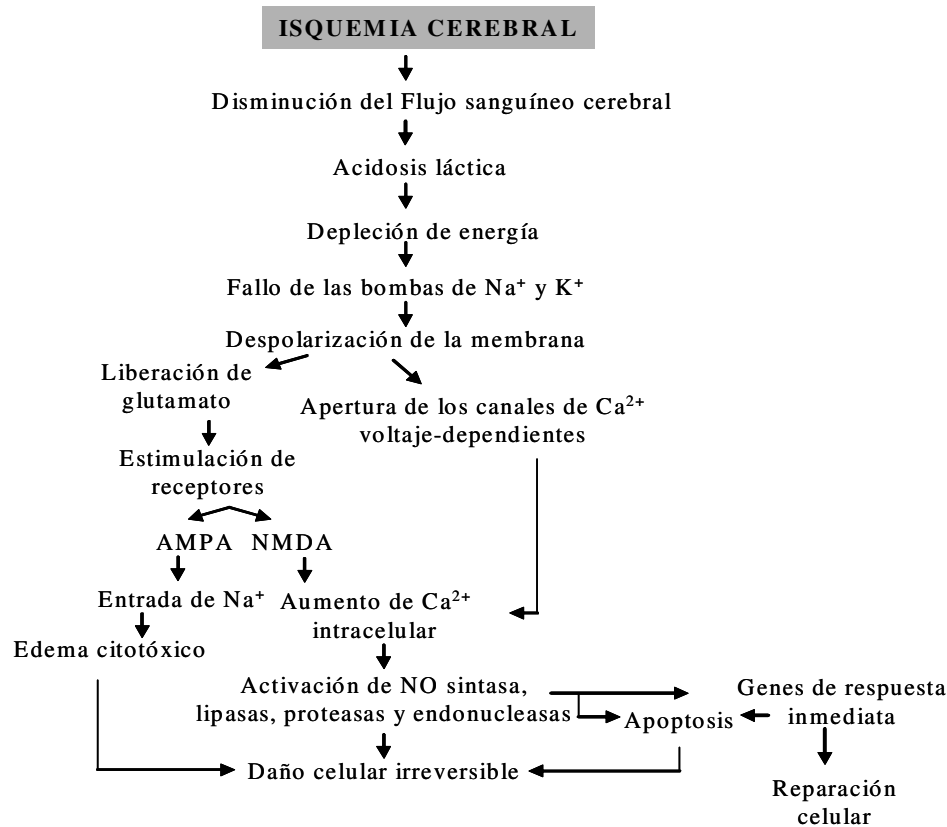 ISQUEMIA CEREBRAL
Disminución del Flujo sanguíneo cerebral
Acidosis láctica
Depleción de energía
Fallo de las bombas de Na⁺ y K⁺
Despolarización de la membrana
Liberación de
glutamato
Apertura de los canales de Ca²⁺
voltaje-dependientes
Estimulación de
receptores
AMPA
NMDA
Entrada de Na⁺
Aumento de Ca²⁺
intracelular
Edema citotóxico
Activación de NO sintasa,
lipasas, proteasas y endonucleasas
Genes de respuesta
inmediata
Apoptosis
Daño celular irreversible
Reparación
celular